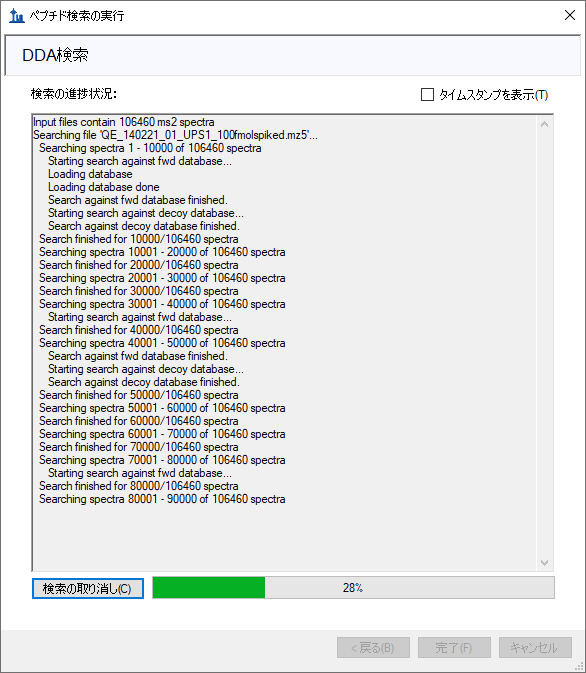 ペプチド検索の実行
DDA検索
検索の進捗状況:
タイムスタンプを表示(T)
Input files contain 106460 ms2 spectra
Searching file 'QE_140221_01_UPS1_100fmolspiked.mz5'...
Searching spectra 1 - 10000 of 106460 spectra
Starting search against fwd database...
Loading database
Loading database done
Search against fwd database finished.
Starting search against decoy database...
Search against decoy database finished.
Search finished for 10000/106460 spectra
Searching spectra 10001 - 20000 of 106460 spectra
Search finished for 20000/106460 spectra
Searching spectra 20001 - 30000 of 106460 spectra
Search finished for 30000/106460 spectra
Searching spectra 30001 - 40000 of 106460 spectra
Starting search against fwd database...
Search finished for 40000/106460 spectra
Searching spectra 40001 - 50000 of 106460 spectra
Search against fwd database finished.
Starting search against decoy database...
Search against decoy database finished.
Search finished for 50000/106460 spectra
Searching spectra 50001 - 60000 of 106460 spectra
Search finished for 60000/106460 spectra
Searching spectra 60001 - 70000 of 106460 spectra
Search finished for 70000/106460 spectra
Searching spectra 70001 - 80000 of 106460 spectra
Starting search against fwd database...
Search finished for 80000/106460 spectra
Searching spectra 80001 - 90000 of 106460 spectra
検索の取り消し(C)
28%
< 戻る(B)
完了(F)
キャンセル